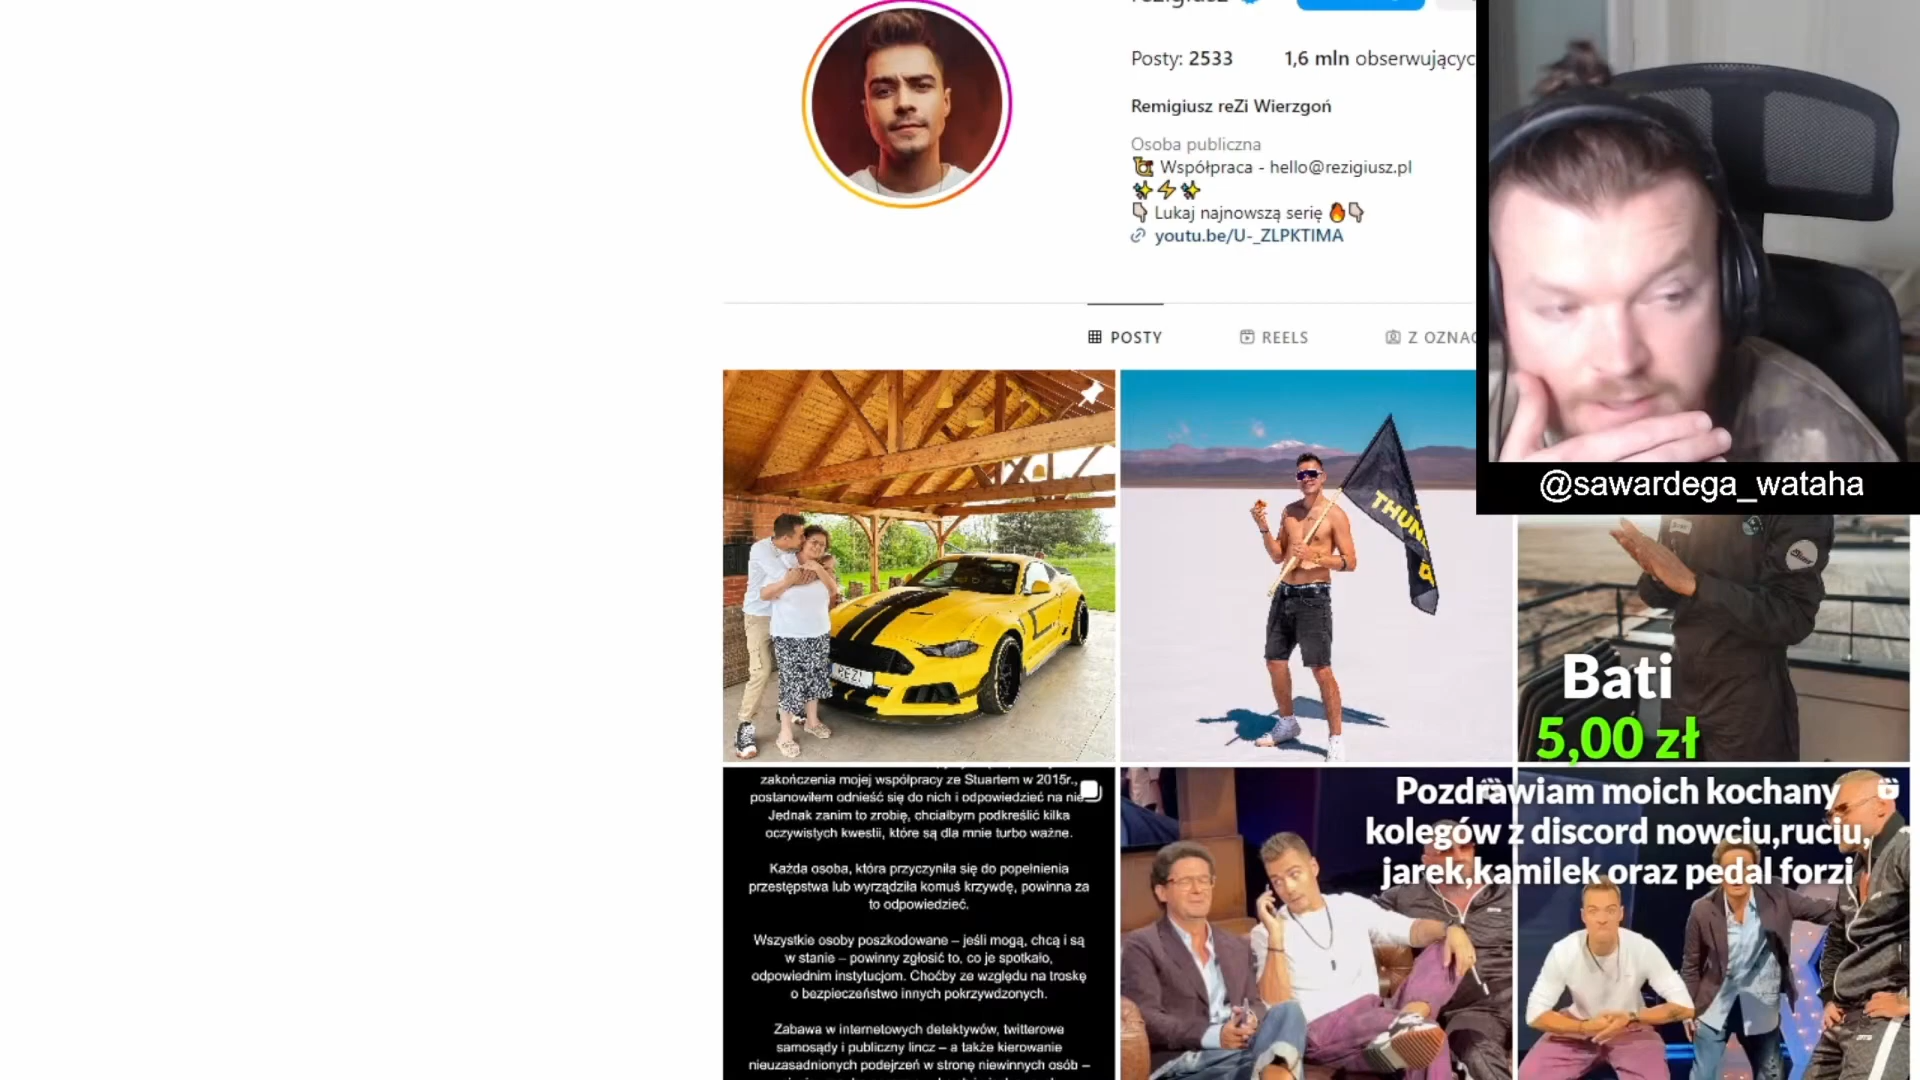 Posty: 2533
1,6 mln obserwujący
Remigiusz reZi Wierzgoń
Osoba publiczna
Współpraca - hello@rezigiusz.pl
Lukaj najnowszą serię
youtu.be/U-_ZLPKTIMA
POSTY
REELS
Z OZNA
@sawardega_wataha
REZI
THUN
Bati
5,00 zł
zakończenia mojej współpracy ze Stuartem w 2015r.,
postanowiłem odnieść się do nich i odpowiedzieć na nie
Jednak zanim to zrobię, chciałbym podkreślić kilka
oczywistych kwestii, które są dla mnie turbo ważne.
Każda osoba, która przyczyniła się do popełnienia
przestępstwa lub wyrządziła komuś krzywdę, powinna za
to odpowiedzieć.
Wszystkie osoby poszkodowane – jeśli mogą, chcą i są
w stanie – powinny zgłosić to, co je spotkało,
odpowiednim instytucjom. Choćby ze względu na troskę
o bezpieczeństwo innych pokrzywdzonych.
Zabawa w internetowych detektywów, twitterowe
samosądy i publiczny lincz – a także kierowanie
nieuzasadnionych podejrzeń w stronę niewinnych osób –
Pozdrawiam moich kochany
kolegów z discord nowciu,ruciu,
jarek,kamilek oraz pedal forzi